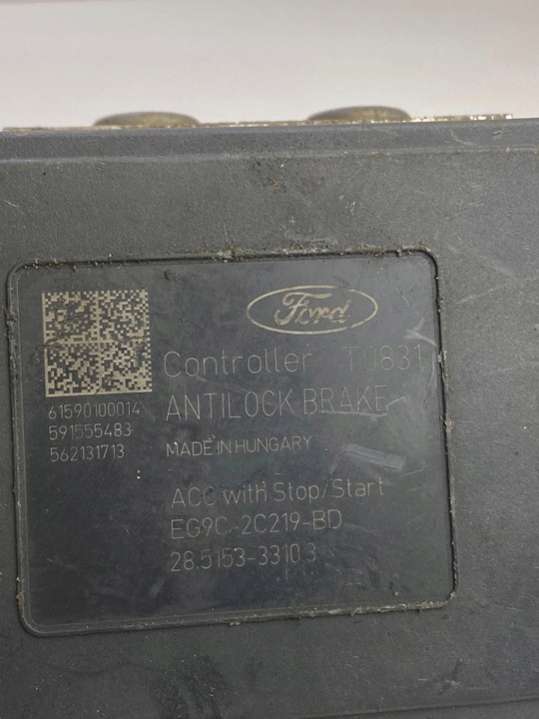 Ford
Controller TJ831
ANTILOCK BRAKE
61590100014
591555483
562131713
MADE IN HUNGARY
ACC with Stop/Start
EG9C-2C219-BD
28.5153-3310.3